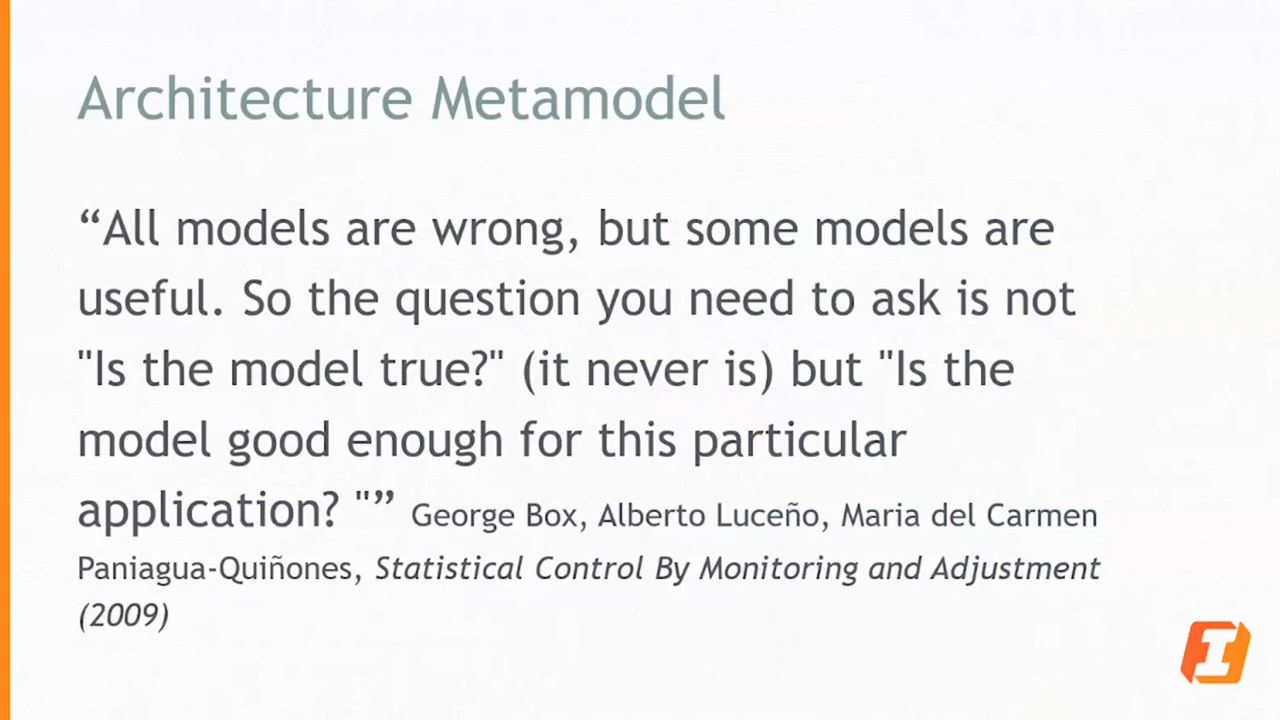 Architecture Metamodel
“All models are wrong, but some models are
useful. So the question you need to ask is not
"Is the model true?" (it never is) but "Is the
model good enough for this particular
application? "” George Box, Alberto Luceño, Maria del Carmen
Paniagua-Quiñones, Statistical Control By Monitoring and Adjustment
(2009)
I